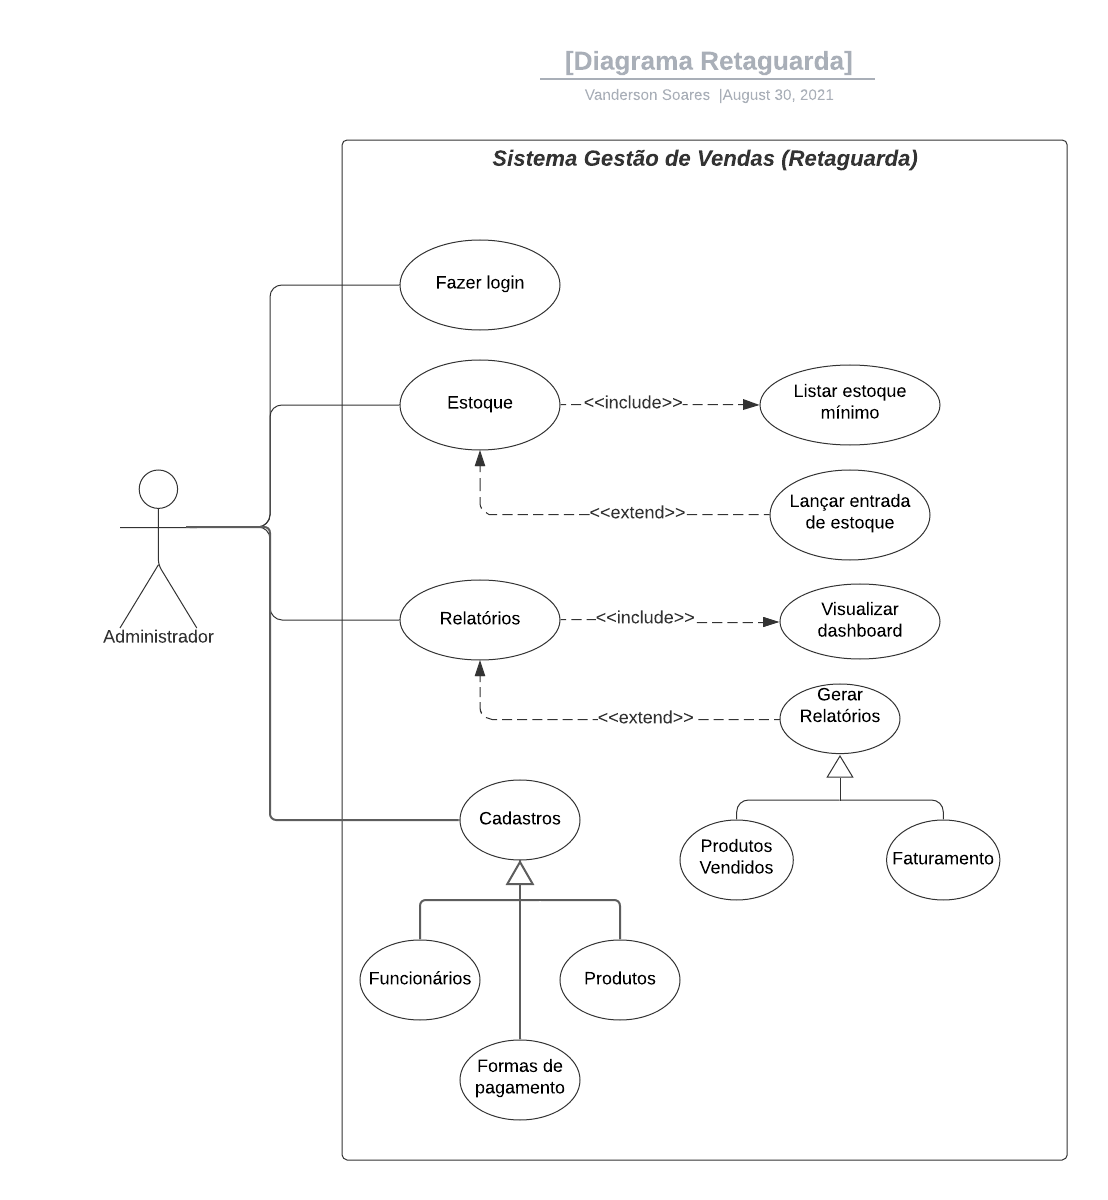 [Diagrama Retaguarda]
Vanderson Soares |August 30, 2021
Sistema Gestão de Vendas (Retaguarda)
Fazer login
Estoque
<<include>>
Listar estoque
mínimo
<<extend>>
Lançar entrada
de estoque
Administrador
Relatórios
<<include>>
Visualizar
dashboard
<<extend>>
Gerar
Relatórios
Cadastros
Produtos
Vendidos
Faturamento
Funcionários
Produtos
Formas de
pagamento